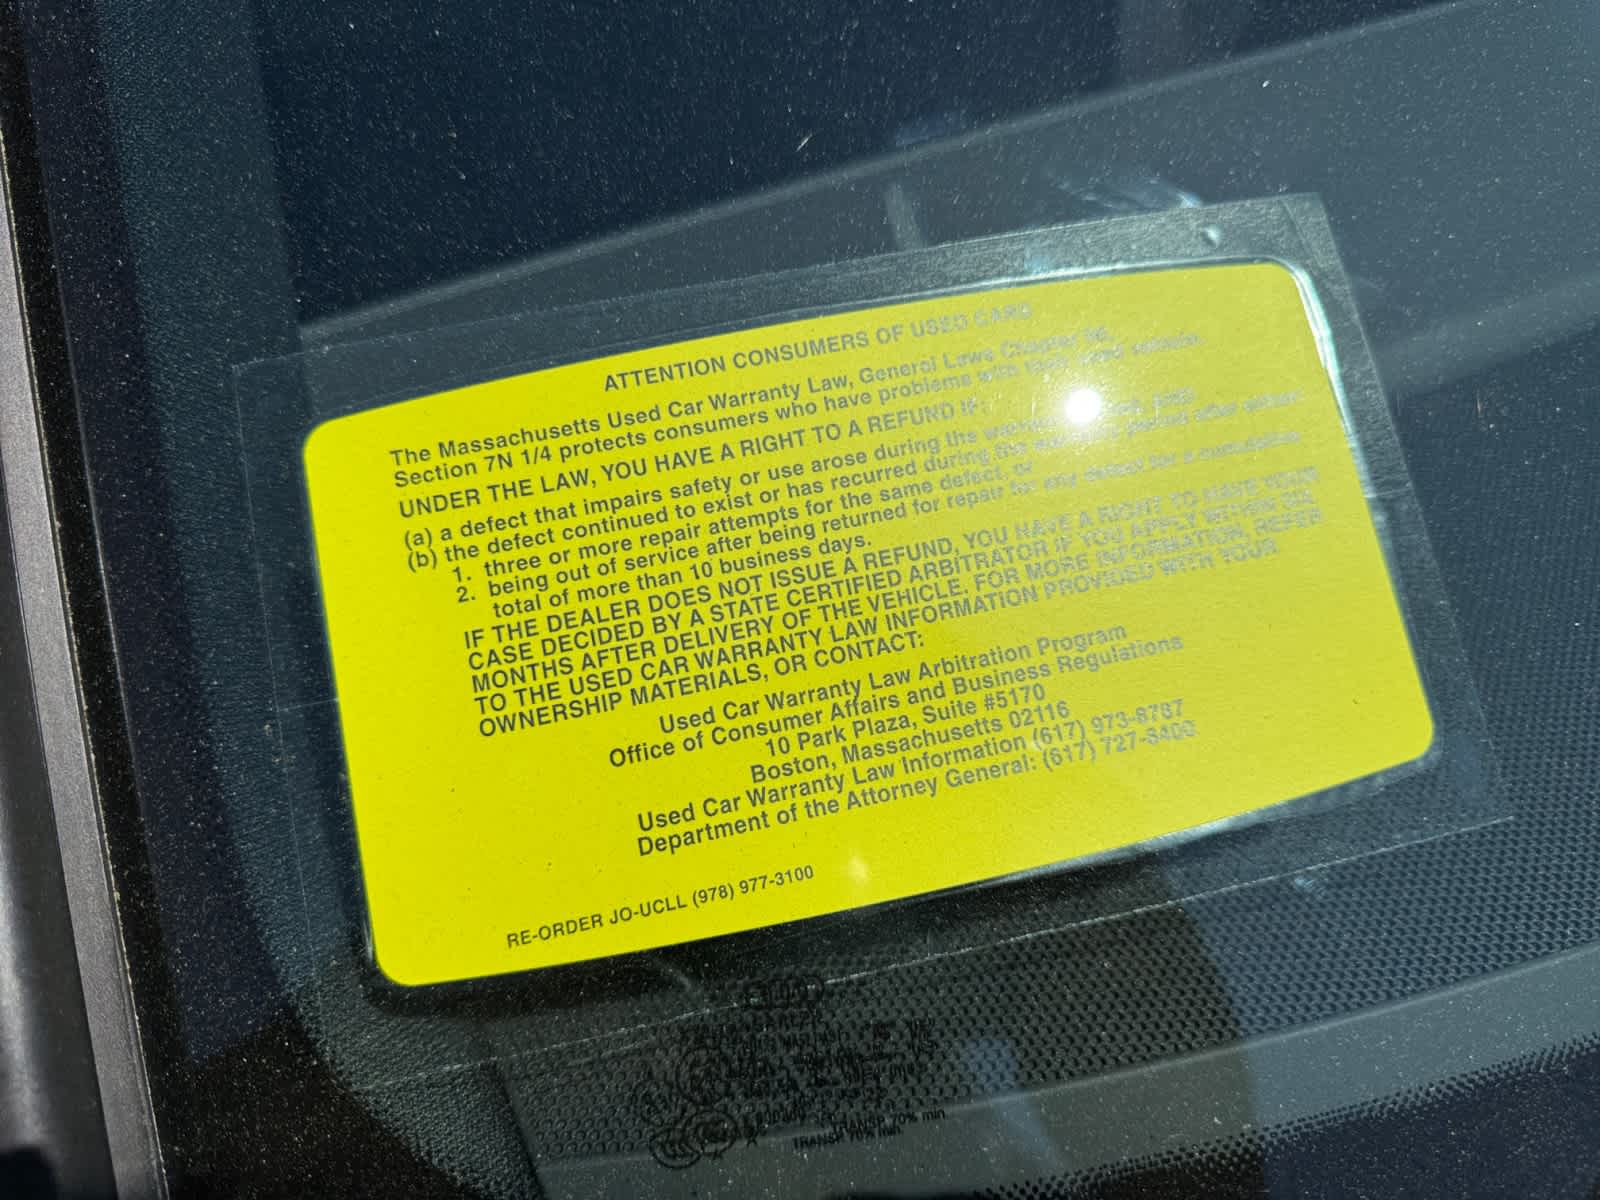 ATTENTION CONSUMERS OF USED CARS
The Massachusetts Used Car Warranty Law, General Laws Chapter 90,
Section 7N 1/4 protects consumers who have problems with their used vehicle.
UNDER THE LAW, YOU HAVE A RIGHT TO A REFUND IF:
(a) a defect that impairs safety or use arose during the warranty period, AND
(b) the defect continued to exist or has recurred during the warranty period after either:
1. three or more repair attempts for the same defect, or
2. being out of service after being returned for repair for any defect for a cumulative
total of more than 10 business days.
IF THE DEALER DOES NOT ISSUE A REFUND, YOU HAVE A RIGHT TO HAVE YOUR
CASE DECIDED BY A STATE CERTIFIED ARBITRATOR IF YOU APPLY WITHIN SIX
MONTHS AFTER DELIVERY OF THE VEHICLE. FOR MORE INFORMATION, REFER
TO THE USED CAR WARRANTY LAW INFORMATION PROVIDED WITH YOUR
OWNERSHIP MATERIALS, OR CONTACT:
Used Car Warranty Law Arbitration Program
Office of Consumer Affairs and Business Regulations
10 Park Plaza, Suite #5170
Boston, Massachusetts 02116
Used Car Warranty Law Information (617) 973-8787
Department of the Attorney General: (617) 727-8400
RE-ORDER JO-UCLL (978) 977-3100
TRANSP 70% min.